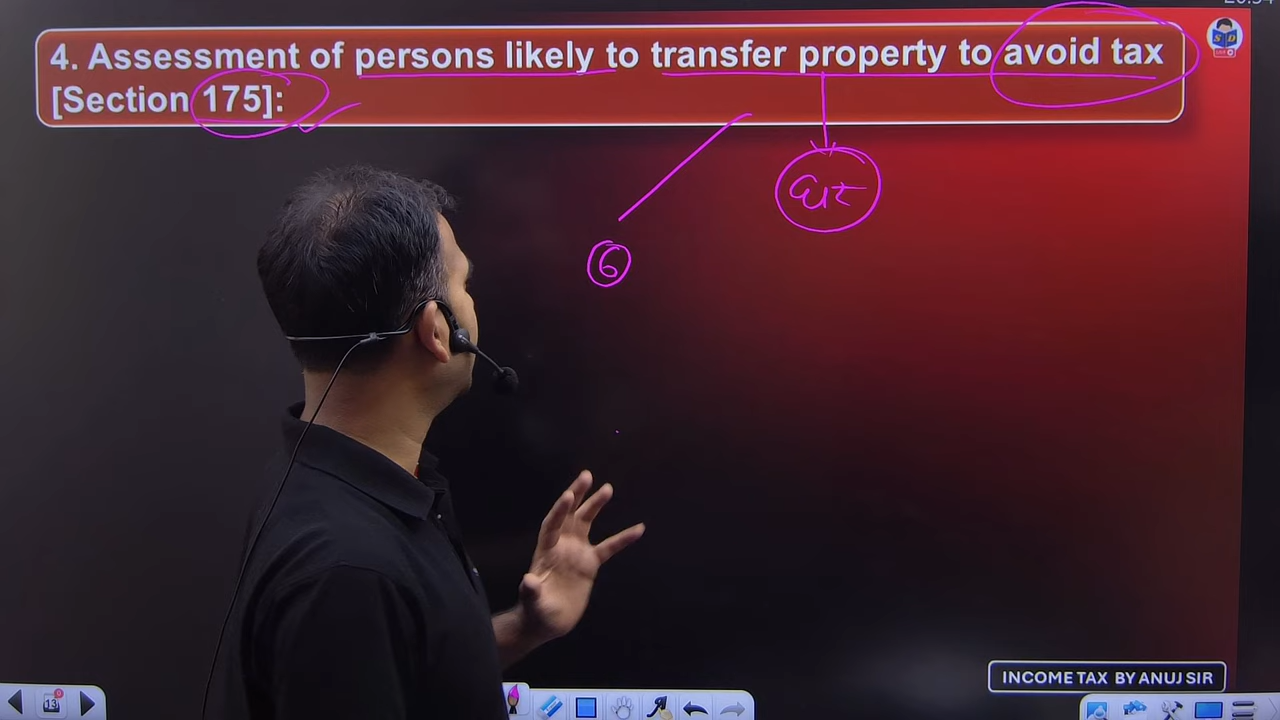 4. Assessment of persons likely to transfer property to avoid tax
[Section 175]:
6
INCOME TAX BY ANUJ SIR
13